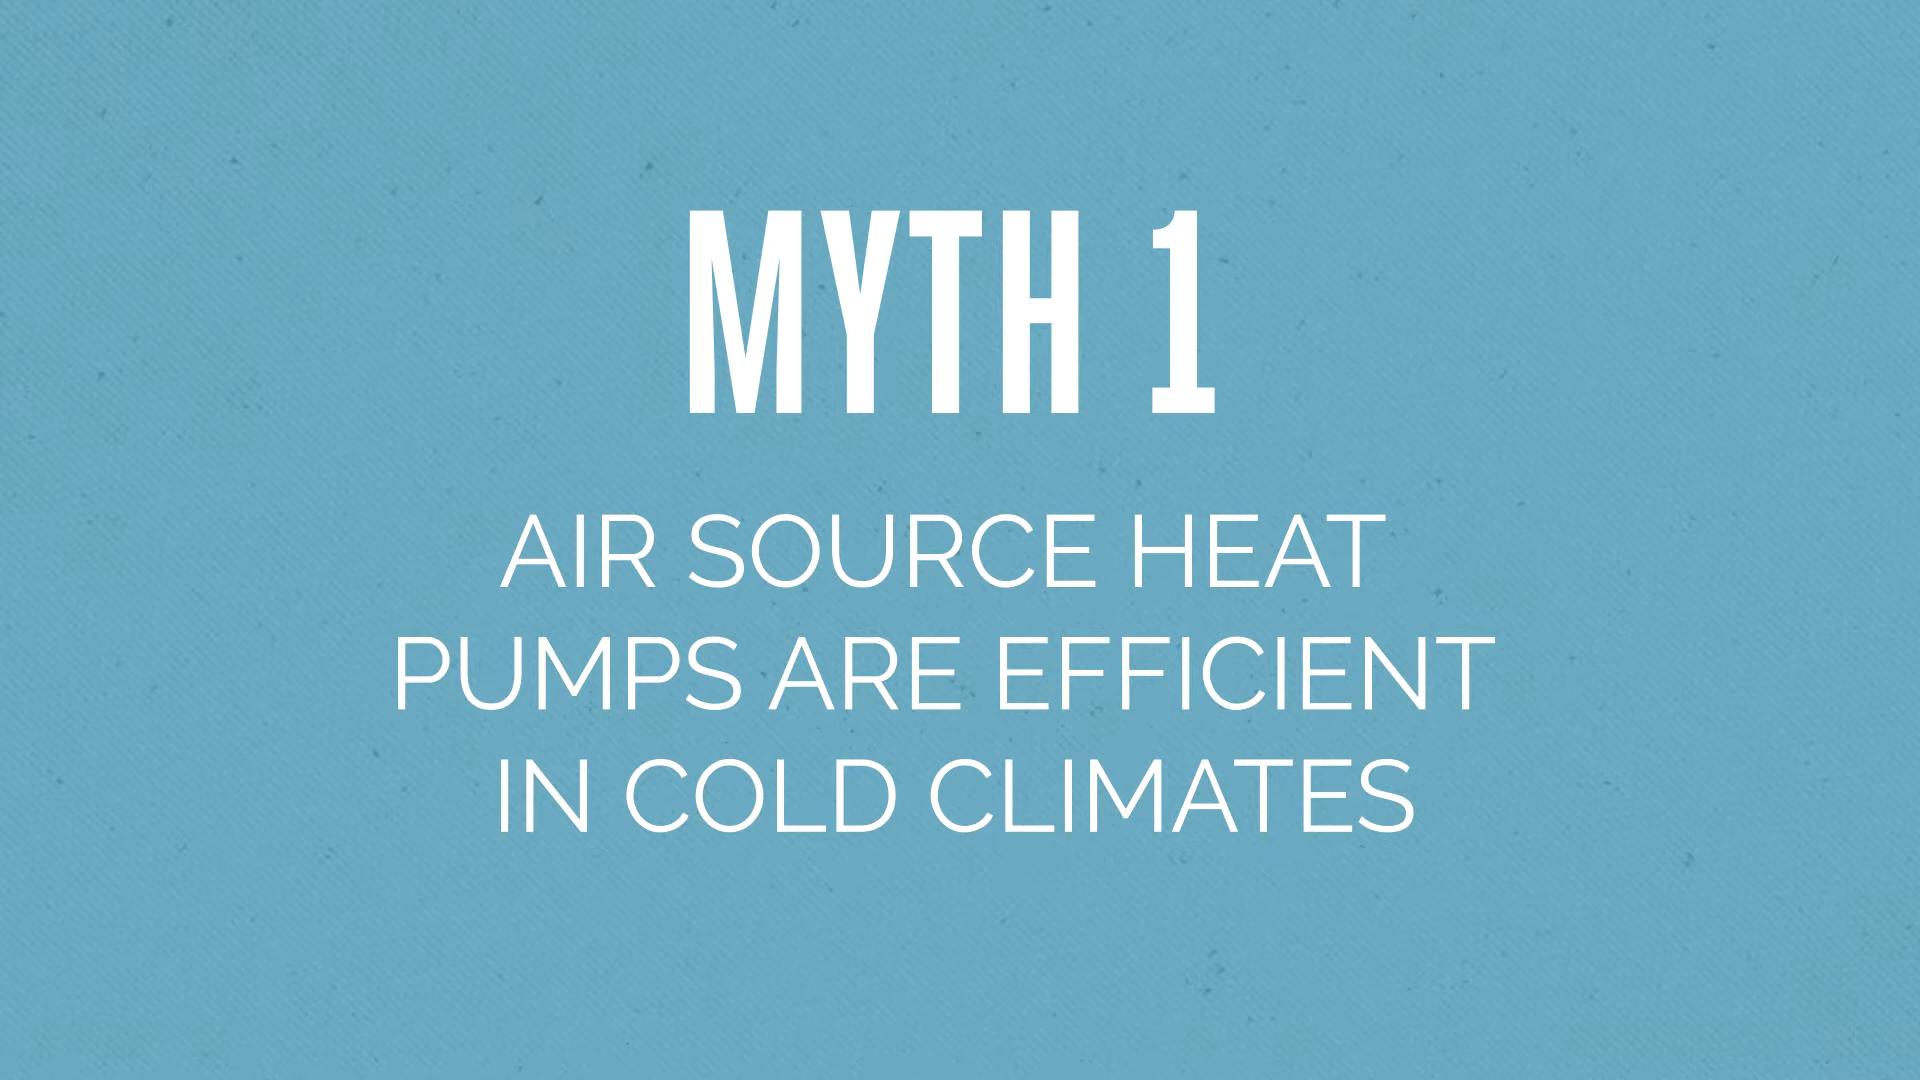 MYTH 1
AIR SOURCE HEAT
PUMPS ARE EFFICIENT
IN COLD CLIMATES